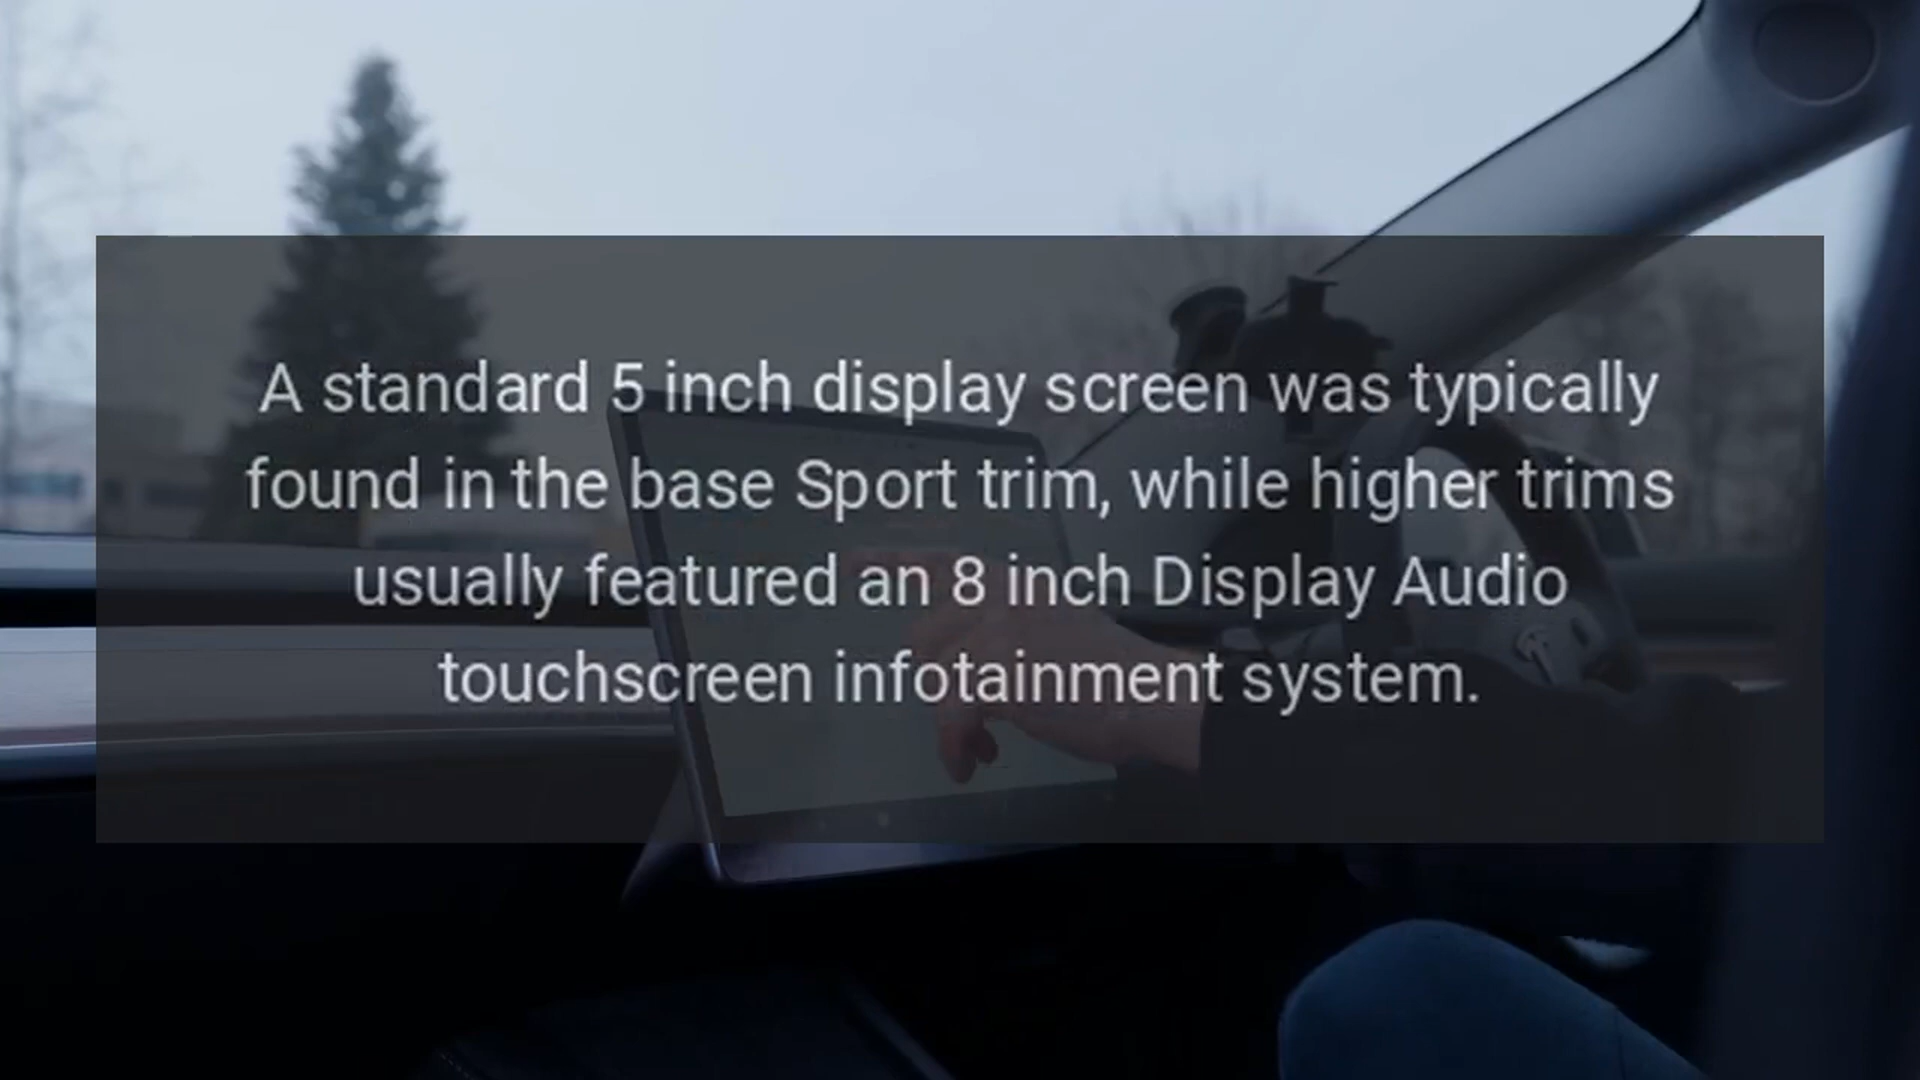 A standard 5 inch display screen was typically
found in the base Sport trim, while higher trims
usually featured an 8 inch Display Audio
touchscreen infotainment system.